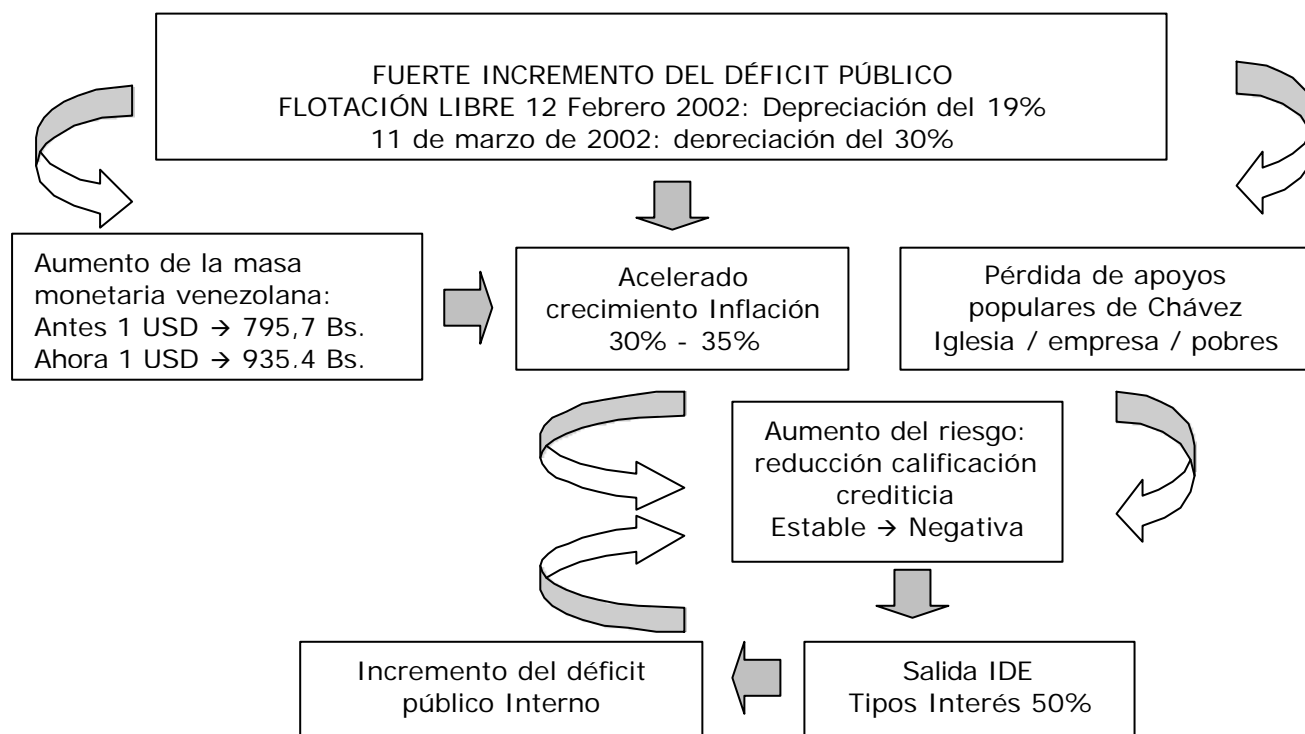 FUERTE INCREMENTO DEL DÉFICIT PÚBLICO
FLOTACIÓN LIBRE 12 Febrero 2002: Depreciación del 19%
11 de marzo de 2002: depreciación del 30%
Aumento de la masa
monetaria venezolana:
Antes 1 USD → 795,7 Bs.
Ahora 1 USD → 935,4 Bs.
Acelerado
crecimiento Inflación
30% - 35%
Pérdida de apoyos
populares de Chávez
Iglesia / empresa / pobres
Aumento del riesgo:
reducción calificación
crediticia
Estable → Negativa
Incremento del déficit
público Interno
Salida IDE
Tipos Interés 50%